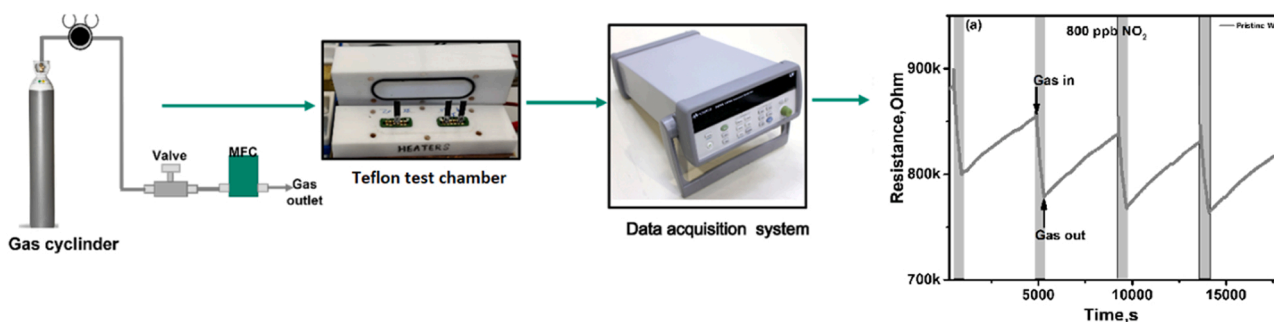 Valve
MFC
Gas
outlet
Gas cyclinder
HEATERS
Teflon test chamber
Data acquisition system
(a)
800 ppb NO₂
Pristine W
Gas in
Gas out
Resistance,Ohm
900k
800k
700k
5000
10000
15000
Time,s